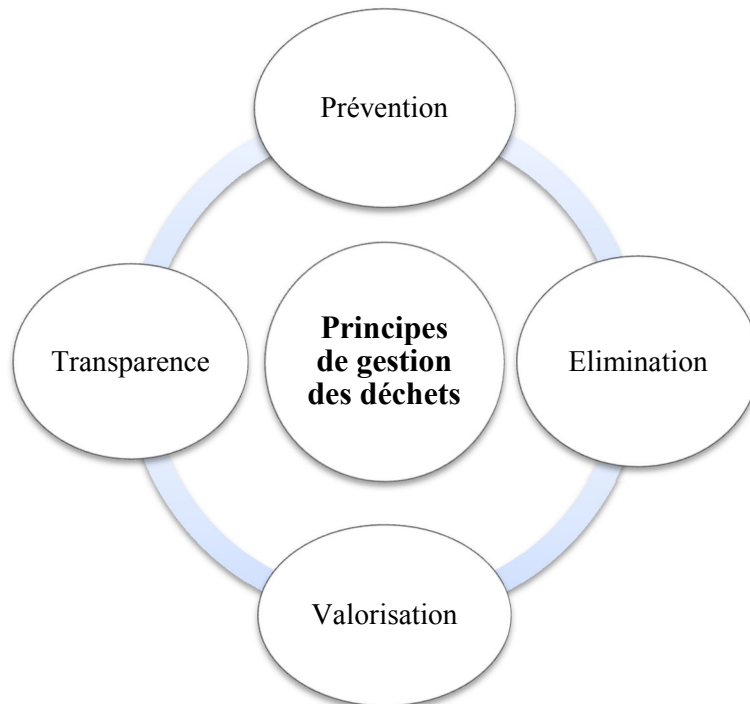 Prévention
Transparence
Principes
de gestion
des déchets
Elimination
Valorisation